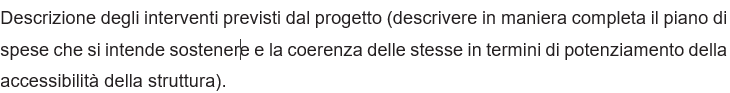 Descrizione degli interventi previsti dal progetto (descrivere in maniera completa il piano di
spese che si intende sostenere e la coerenza delle stesse in termini di potenziamento della
accessibilità della struttura).